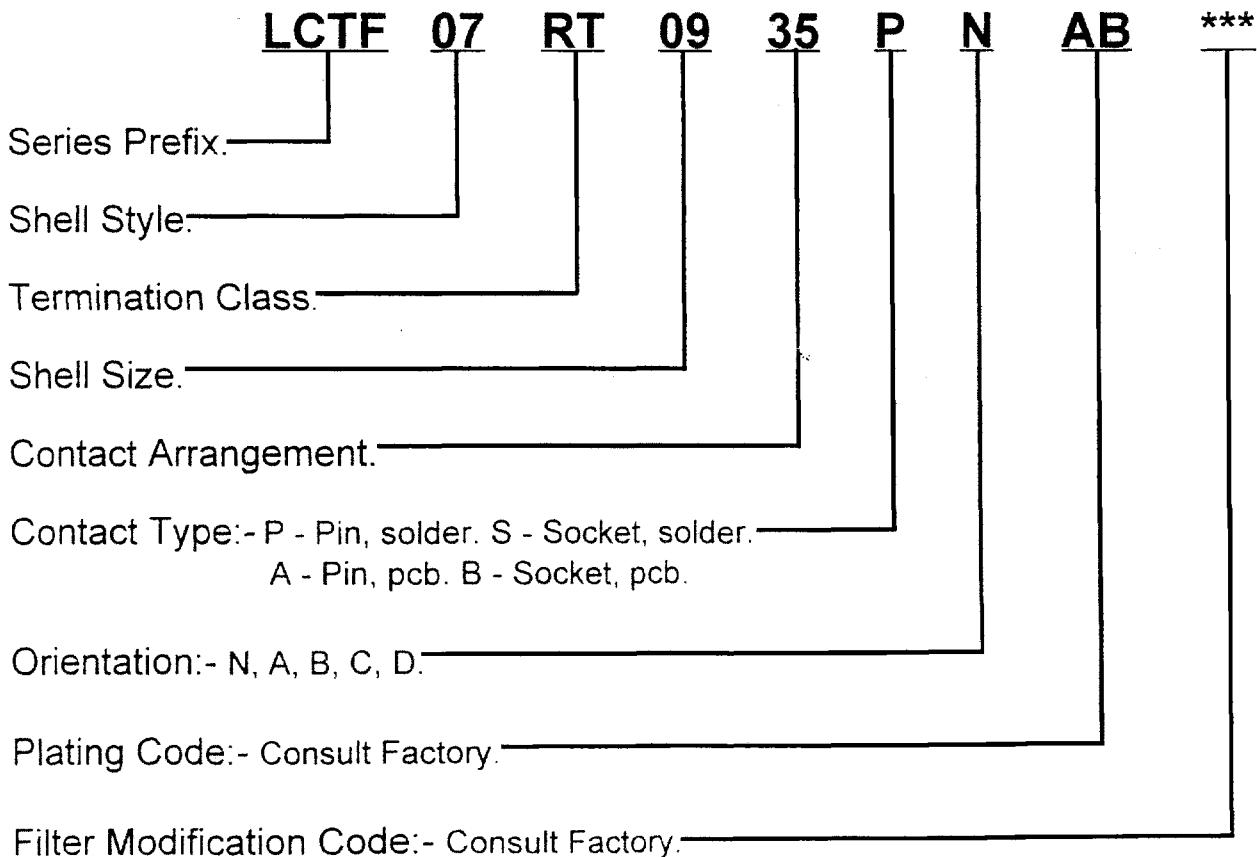 LCTF 07 RT 09 35 P N AB ***
Series Prefix.
Shell Style.
Termination Class.
Shell Size.
Contact Arrangement.
Contact Type:- P - Pin, solder. S - Socket, solder.
A - Pin, pcb. B - Socket, pcb.
Orientation:- N, A, B, C, D.
Plating Code:- Consult Factory.
Filter Modification Code:- Consult Factory.